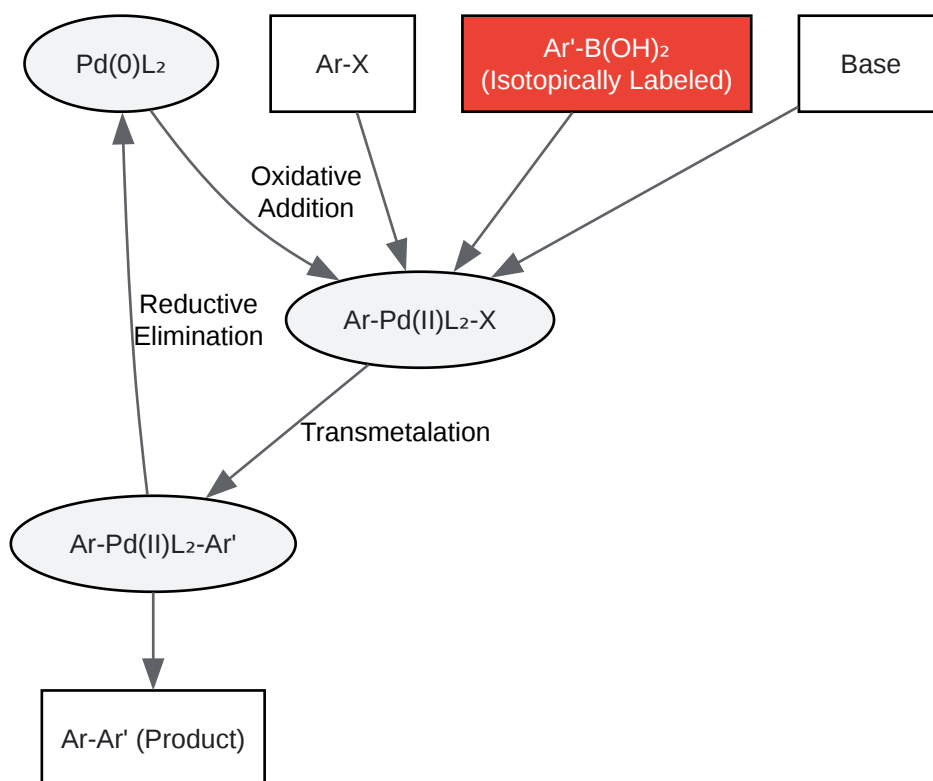 Pd(0)L₂
Ar-X
Ar'-B(OH)₂
(Isotopically Labeled)
Base
Oxidative
Addition
Reductive
Elimination
Ar-Pd(II)L₂-X
Transmetalation
Ar-Pd(II)L₂-Ar'
Ar-Ar' (Product)